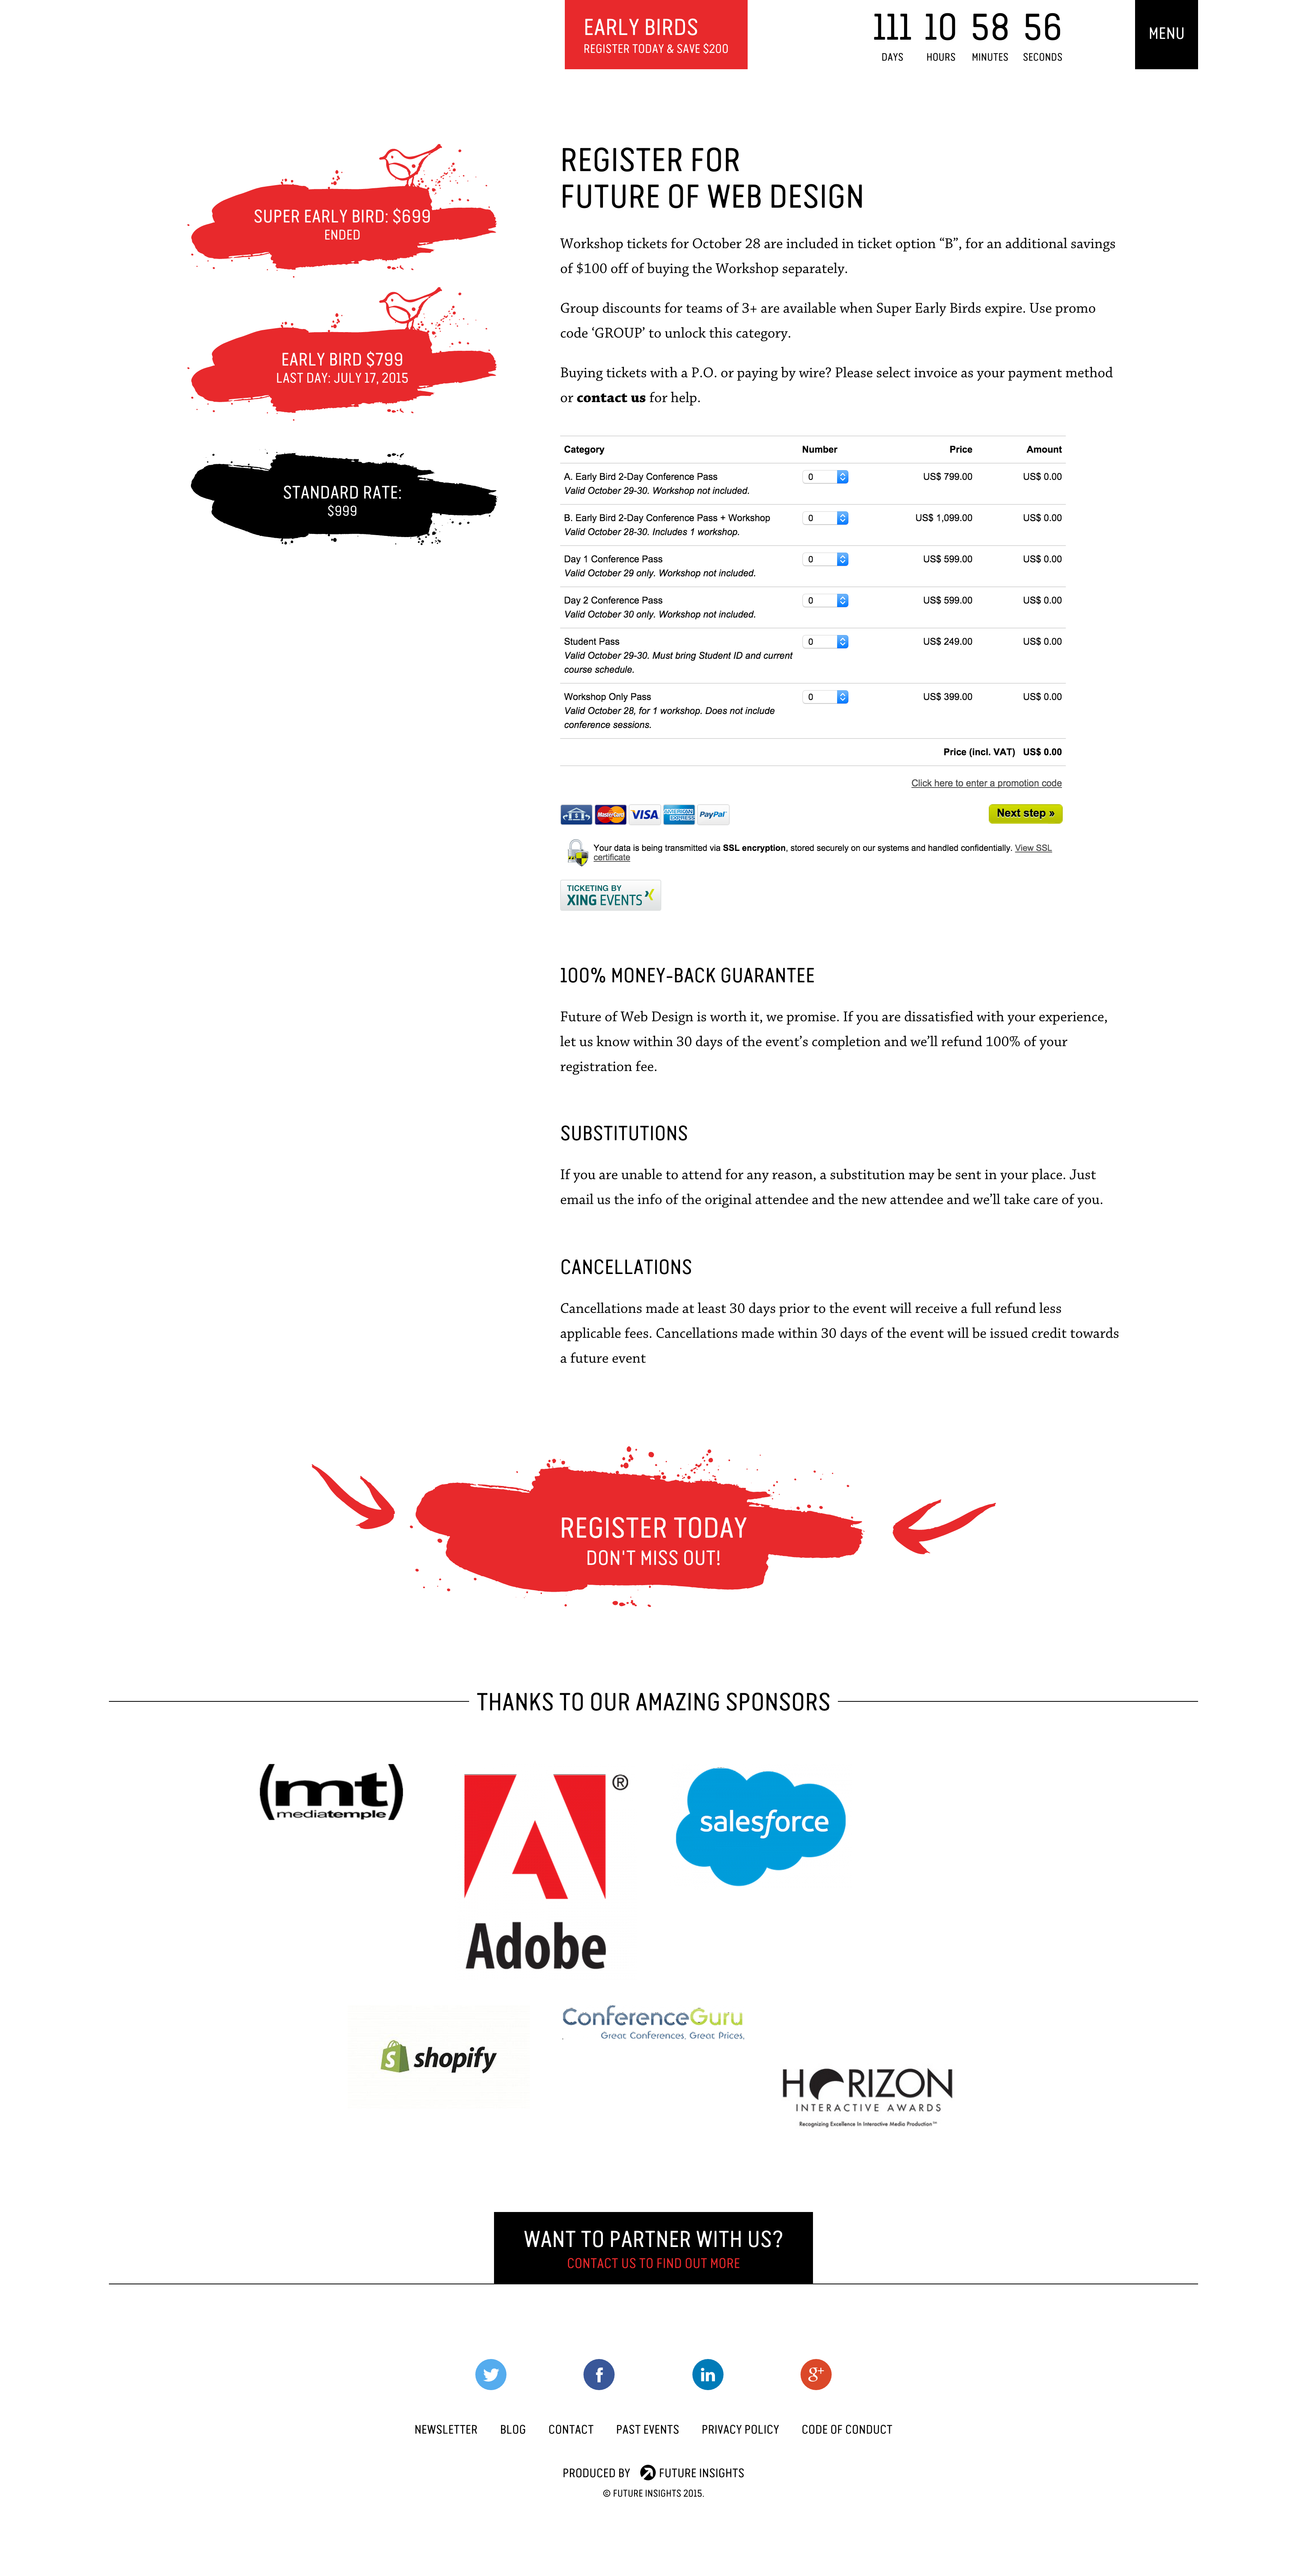 EARLY BIRDS
REGISTER TODAY & SAVE $200
111 10 58 56
DAYS HOURS MINUTES SECONDS
MENU
SUPER EARLY BIRD: $699
ENDED
EARLY BIRD $799
LAST DAY: JULY 17, 2015
STANDARD RATE:
$999
REGISTER FOR
FUTURE OF WEB DESIGN
Workshop tickets for October 28 are included in ticket option “B”, for an additional savings
of $100 off of buying the Workshop separately.
Group discounts for teams of 3+ are available when Super Early Birds expire. Use promo
code ‘GROUP’ to unlock this category.
Buying tickets with a P.O. or paying by wire? Please select invoice as your payment method
or contact us for help.
Category Number Price Amount
A. Early Bird 2-Day Conference Pass 0 US$ 799.00 US$ 0.00
Valid October 29-30. Workshop not included.
B. Early Bird 2-Day Conference Pass + Workshop 0 US$ 1,099.00 US$ 0.00
Valid October 28-30. Includes 1 workshop.
Day 1 Conference Pass 0 US$ 599.00 US$ 0.00
Valid October 29 only. Workshop not included.
Day 2 Conference Pass 0 US$ 599.00 US$ 0.00
Valid October 30 only. Workshop not included.
Student Pass 0 US$ 249.00 US$ 0.00
Valid October 29-30. Must bring Student ID and current
course schedule.
Workshop Only Pass 0 US$ 399.00 US$ 0.00
Valid October 28, for 1 workshop. Does not include
conference sessions.
Price (incl. VAT) US$ 0.00
Click here to enter a promotion code
MasterCard VISA AMERICAN EXPRESS PayPal
Next step »
Your data is being transmitted via SSL encryption, stored securely on our systems and handled confidentially. View SSL
certificate
TICKETING BY
XING EVENTS
100% MONEY-BACK GUARANTEE
Future of Web Design is worth it, we promise. If you are dissatisfied with your experience,
let us know within 30 days of the event’s completion and we’ll refund 100% of your
registration fee.
SUBSTITUTIONS
If you are unable to attend for any reason, a substitution may be sent in your place. Just
email us the info of the original attendee and the new attendee and we’ll take care of you.
CANCELLATIONS
Cancellations made at least 30 days prior to the event will receive a full refund less
applicable fees. Cancellations made within 30 days of the event will be issued credit towards
a future event
REGISTER TODAY
DON'T MISS OUT!
THANKS TO OUR AMAZING SPONSORS
(mt)
mediatemple
®
Adobe
salesforce
shopify
ConferenceGuru
Great Conferences, Great Prices.
HORIZON
INTERACTIVE AWARDS
Recognizing Excellence In Interactive Media Production™
WANT TO PARTNER WITH US?
CONTACT US TO FIND OUT MORE
f in g+
NEWSLETTER BLOG CONTACT PAST EVENTS PRIVACY POLICY CODE OF CONDUCT
PRODUCED BY FUTURE INSIGHTS
© FUTURE INSIGHTS 2015.